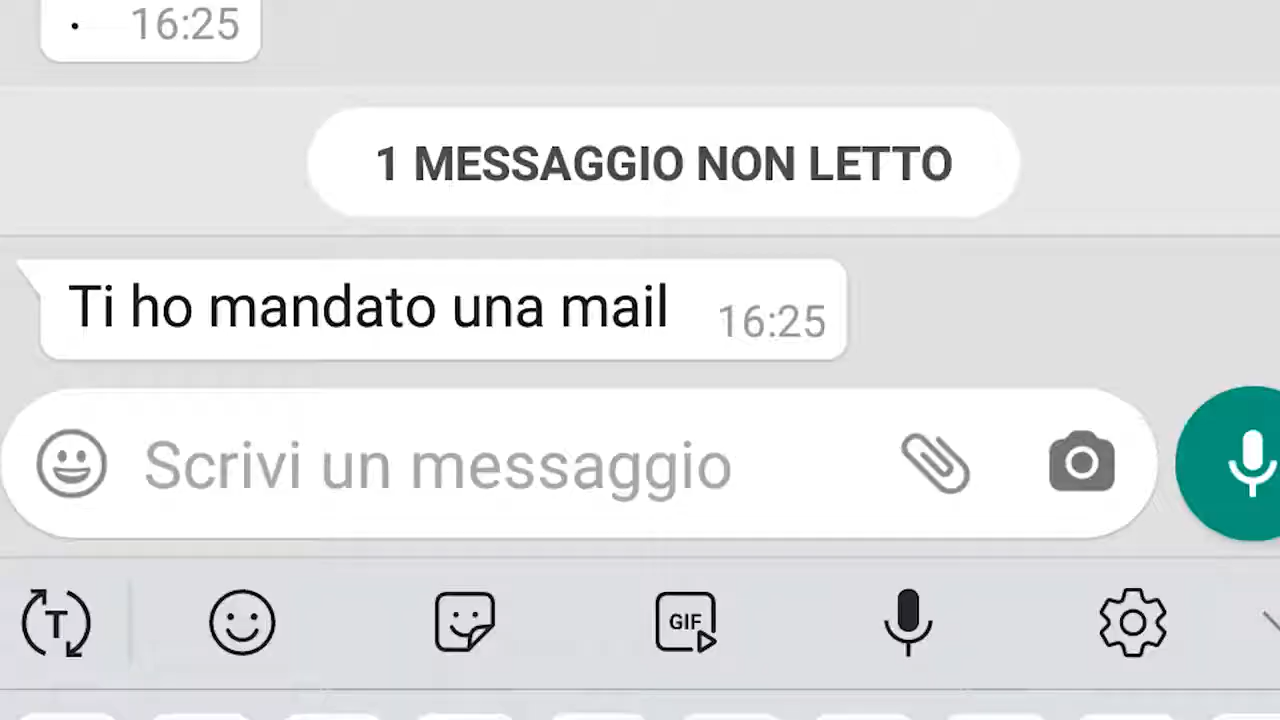 16:25
1 MESSAGGIO NON LETTO
Ti ho mandato una mail 16:25
Scrivi un messaggio
T GIF